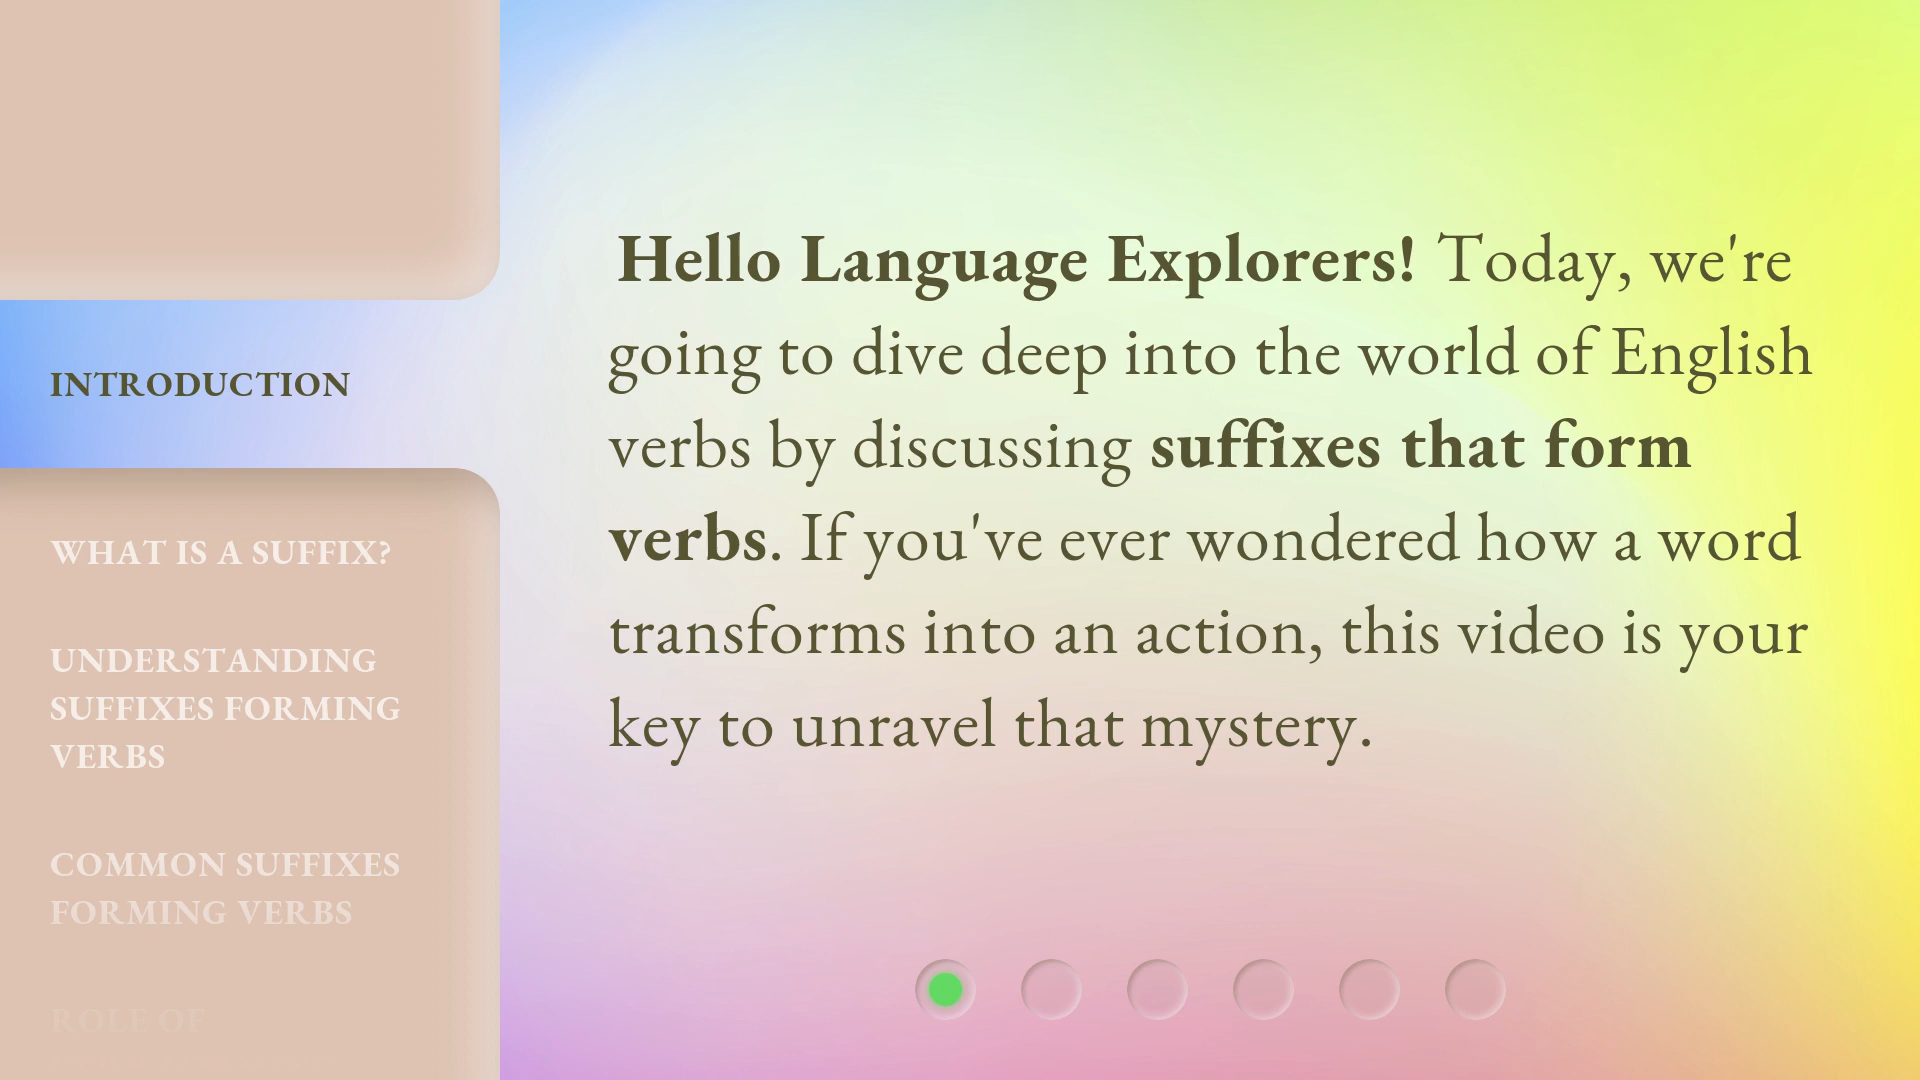 INTRODUCTION
WHAT IS A SUFFIX?
UNDERSTANDING
SUFFIXES FORMING
VERBS
COMMON SUFFIXES
FORMING VERBS
ROLE OF
Hello Language Explorers! Today, we're
going to dive deep into the world of English
verbs by discussing suffixes that form
verbs. If you've ever wondered how a word
transforms into an action, this video is your
key to unravel that mystery.